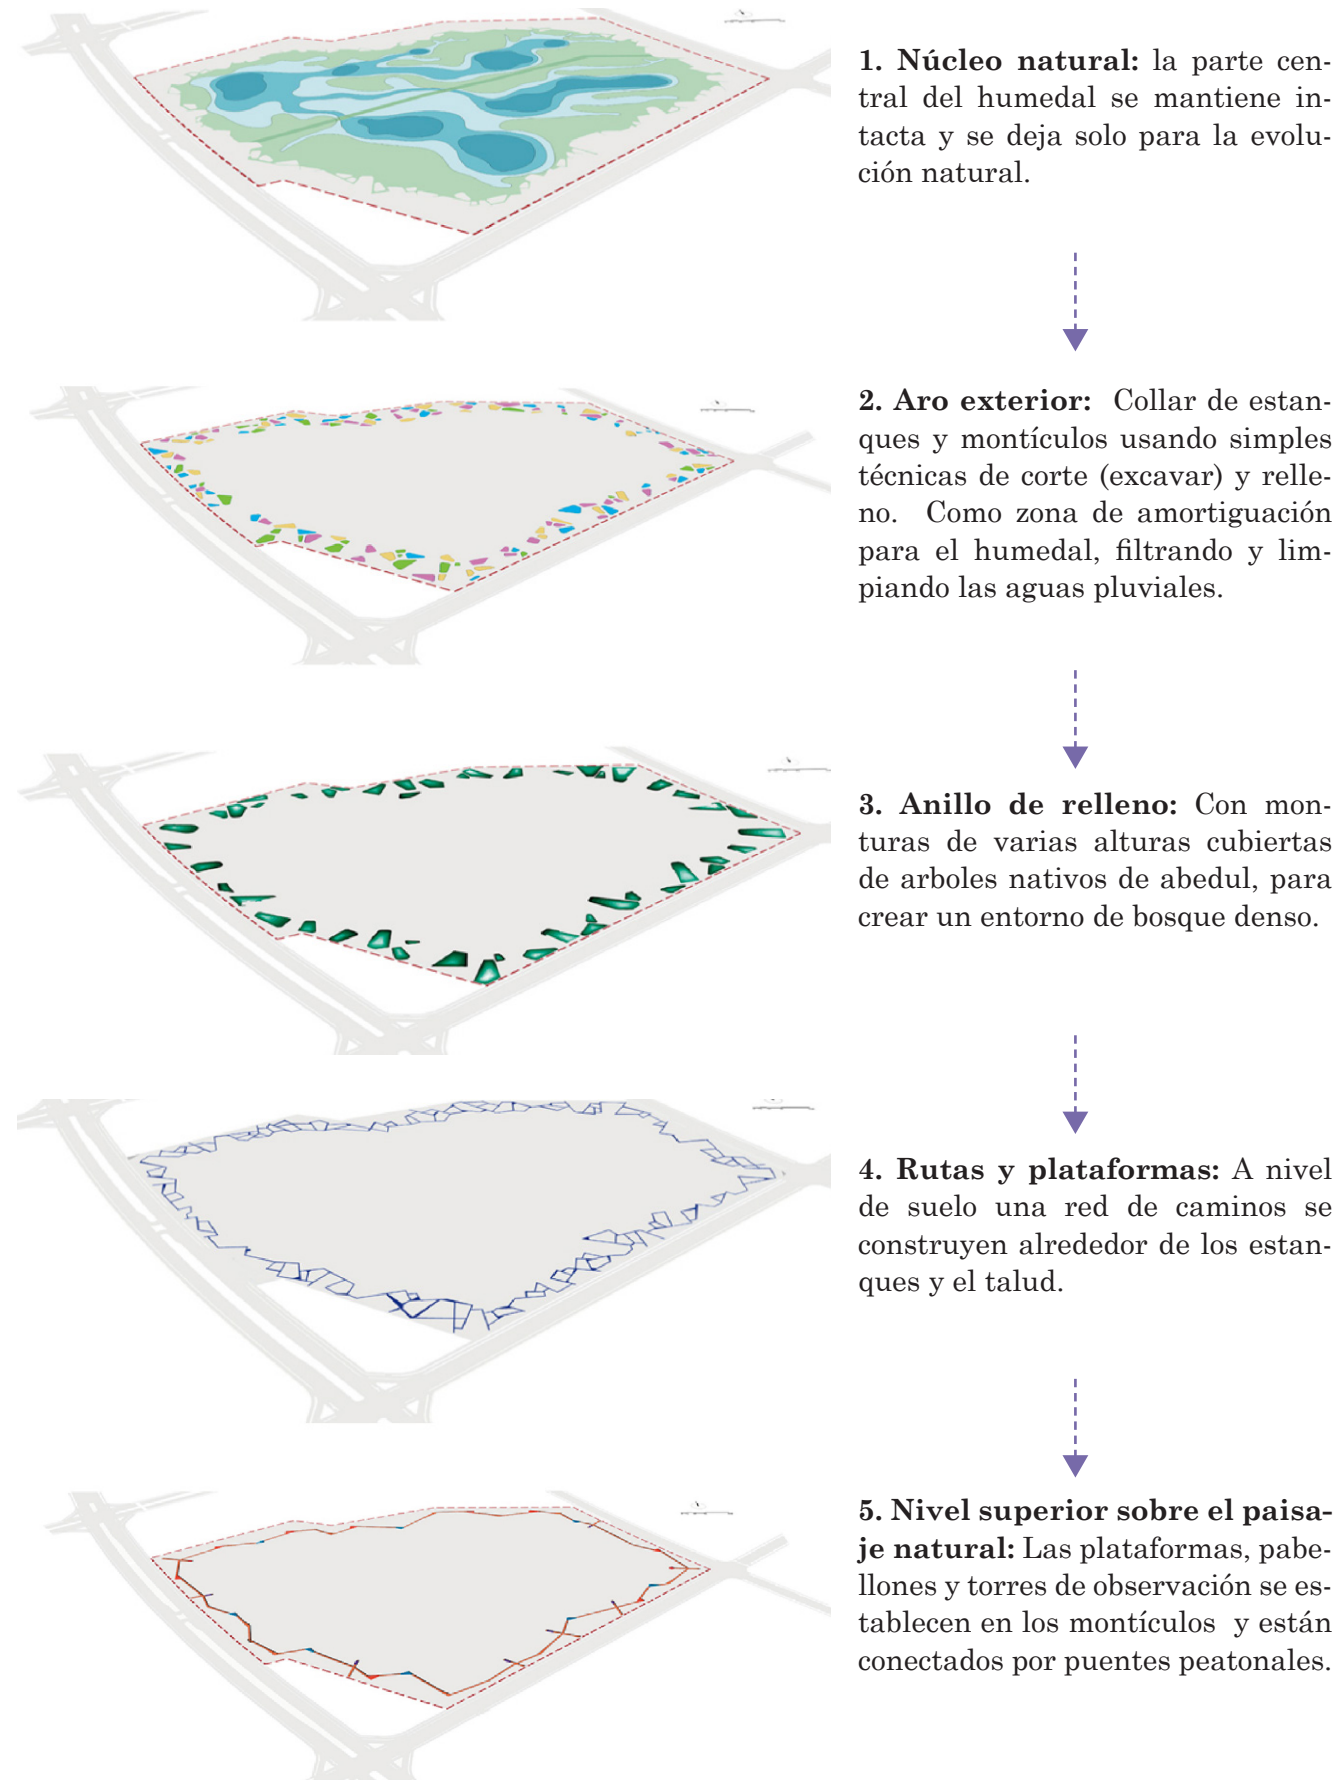 1. Núcleo natural: la parte cen-
tral del humedal se mantiene in-
tacta y se deja solo para la evolu-
ción natural.
2. Aro exterior: Collar de estan-
ques y montículos usando simples
técnicas de corte (excavar) y relle-
no. Como zona de amortiguación
para el humedal, filtrando y lim-
piando las aguas pluviales.
3. Anillo de relleno: Con mon-
turas de varias alturas cubiertas
de arboles nativos de abedul, para
crear un entorno de bosque denso.
4. Rutas y plataformas: A nivel
de suelo una red de caminos se
construyen alrededor de los estan-
ques y el talud.
5. Nivel superior sobre el paisa-
je natural: Las plataformas, pabe-
llones y torres de observación se es-
tablecen en los montículos y están
conectados por puentes peatonales.